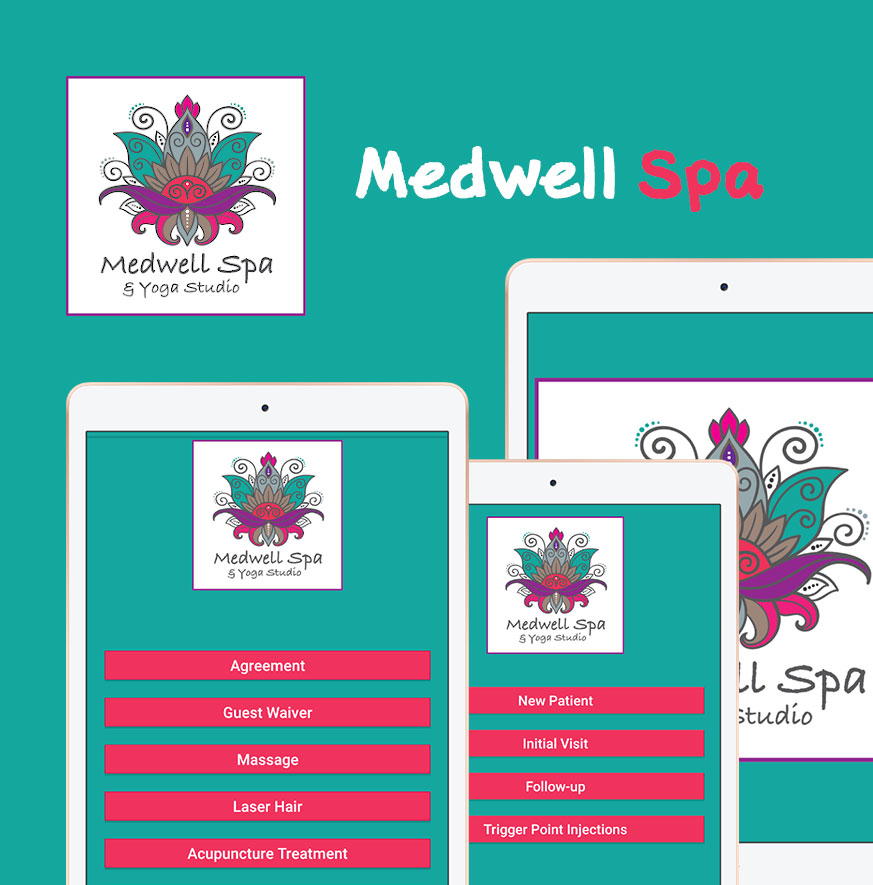 Medwell Spa
& Yoga Studio
Medwell Spa
Medwell Spa
& Yoga Studio
Agreement
Guest Waiver
Massage
Laser Hair
Acupuncture Treatment
Medwell Spa
& Yoga Studio
New Patient
Initial Visit
Follow-up
Trigger Point Injections
ll Spa
Studio